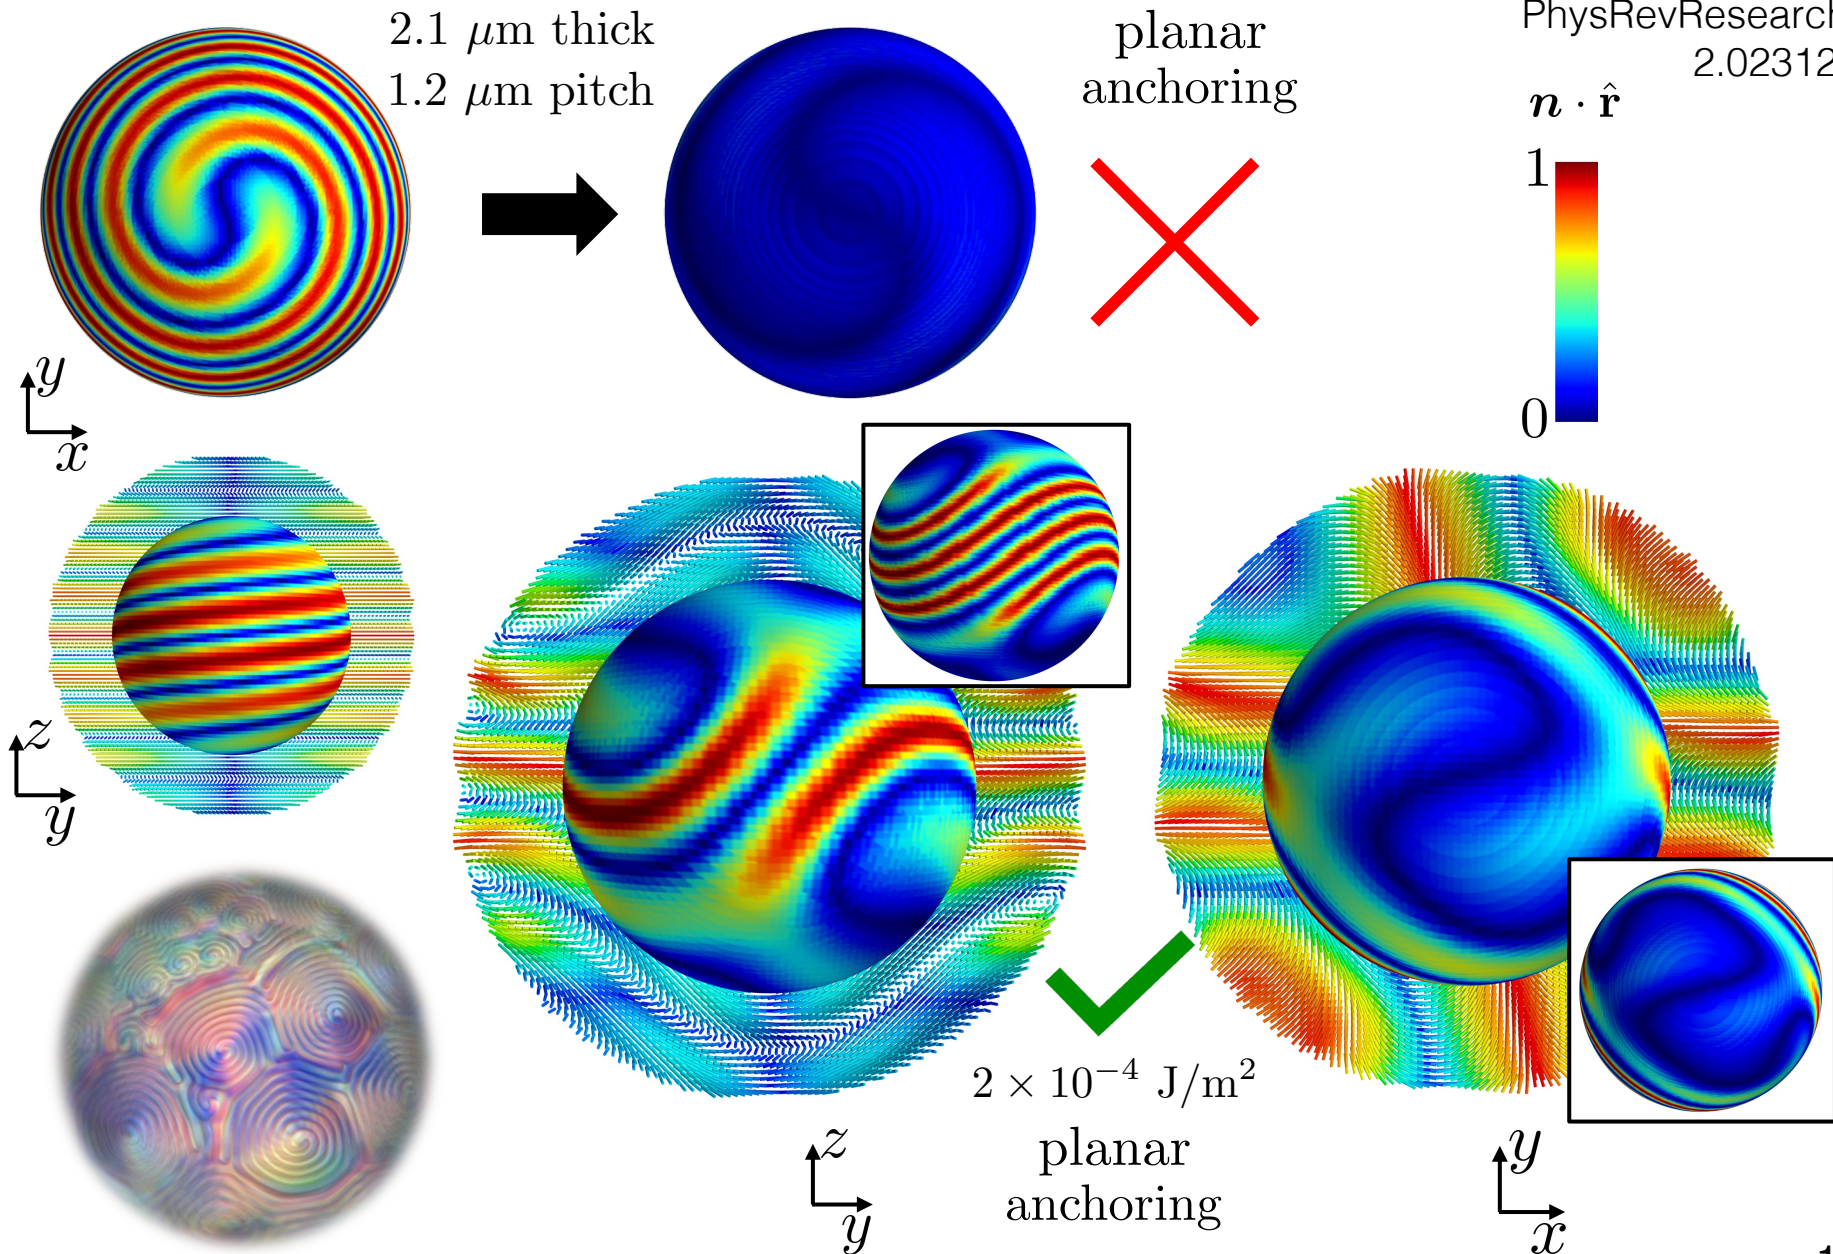 2.1 μm thick
1.2 μm pitch
planar
anchoring
PhysRevResearch
2.02312
n · r̂
1
0
y
x
z
y
2 × 10⁻⁴ J/m²
planar
anchoring
z
y
y
x